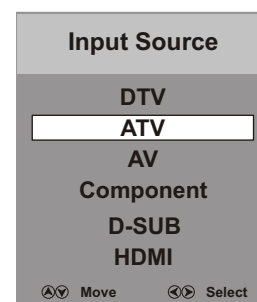 Input Source
DTV
ATV
AV
Component
D-SUB
HDMI
Move Select